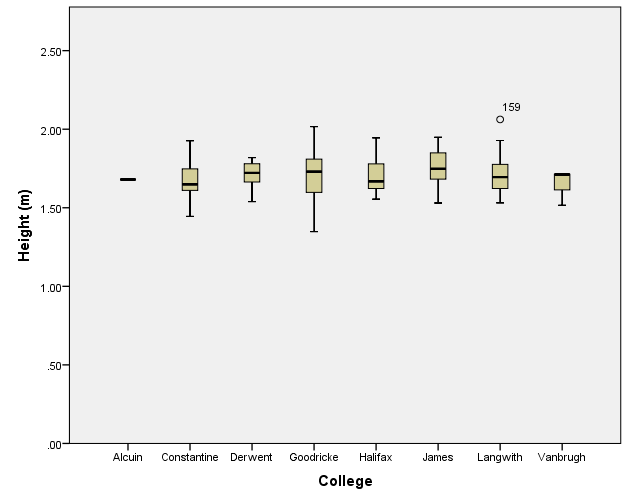 2.50
2.00
1.50
1.00
.50
.00
Height (m)
159
Alcuin Constantine Derwent Goodricke Halifax James Langwith Vanbrugh
College